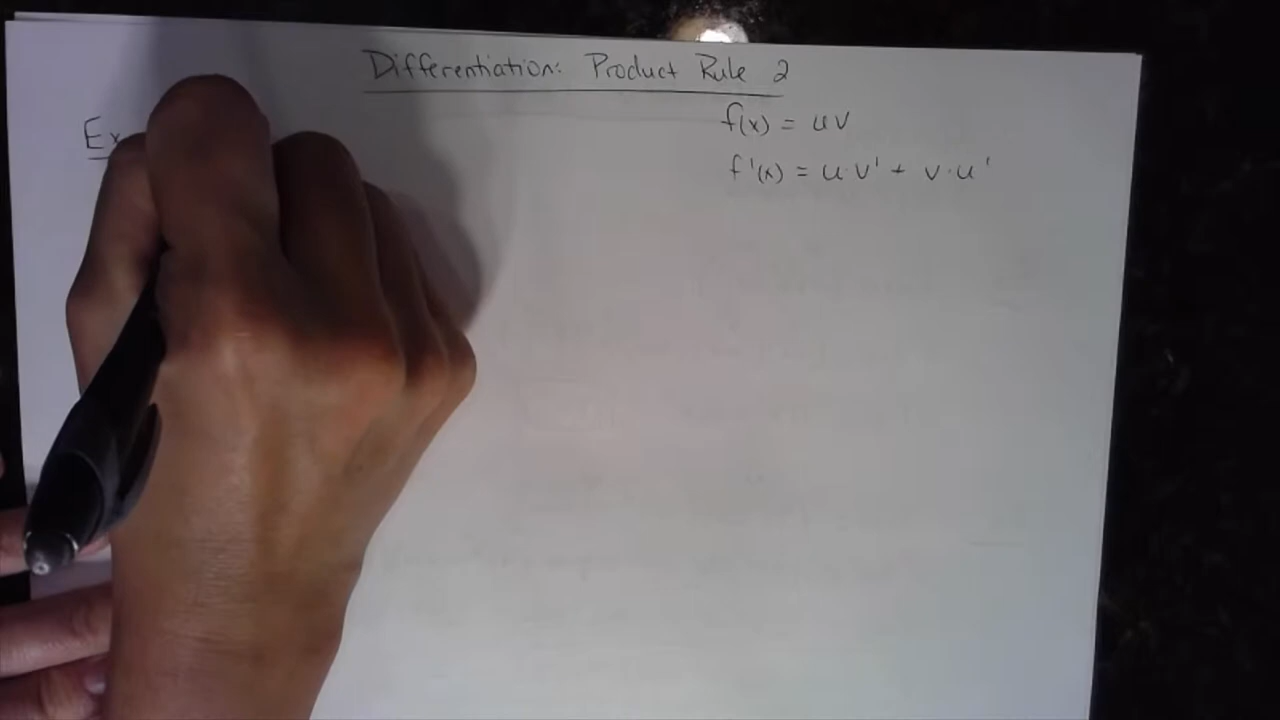 Differentiation: Product Rule 2
f(x) = uv
Ex
f'(x) = u·v' + v·u'